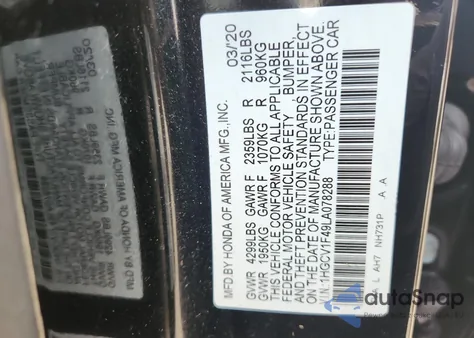 MFD BY HONDA OF AMERICA MFG., INC. 03/20
GVWR 4299LBS GAWR F 2359LBS R 2116LBS
GVWR 1950KG GAWR F 1070KG R 960KG
THIS VEHICLE CONFORMS TO ALL APPLICABLE
FEDERAL MOTOR VEHICLE SAFETY BUMPER,
AND THEFT PREVENTION STANDARDS IN EFFECT
ON THE DATE OF MANUFACTURE SHOWN ABOVE.
V.I.N.:1HGCV1F49LA078288 TYPE:PASSENGER CAR
A L AH7 NH731P A A
autoSnap